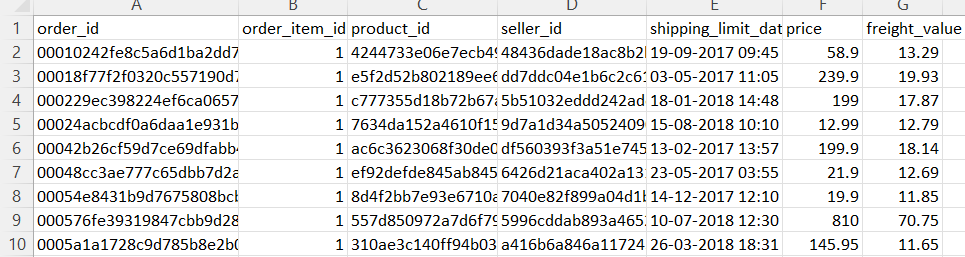 A B C D E F G
1 order_id order_item_id product_id seller_id shipping_limit_dat price freight_value
2 00010242fe8c5a6d1ba2dd7 1 4244733e06e7ecb49 48436dade18ac8b2b 19-09-2017 09:45 58.9 13.29
3 00018f77f2f0320c557190d7 1 e5f2d52b802189ee6 dd7ddc04e1b6c2c61 03-05-2017 11:05 239.9 19.93
4 000229ec398224ef6ca0657 1 c777355d18b72b67a 5b51032eddd242ad 18-01-2018 14:48 199 17.87
5 00024acbcdf0a6daa1e931b 1 7634da152a4610f15 9d7a1d34a5052409 15-08-2018 10:10 12.99 12.79
6 00042b26cf59d7ce69dfabb4 1 ac6c3623068f30de0 df560393f3a51e745 13-02-2017 13:57 199.9 18.14
7 00048cc3ae777c65dbb7d2a 1 ef92defde845ab845 6426d21aca402a13 23-05-2017 03:55 21.9 12.69
8 00054e8431b9d7675808bcb 1 8d4f2bb7e93e6710a 7040e82f899a04d1b 14-12-2017 12:10 19.9 11.85
9 000576fe39319847cbb9d28 1 557d850972a7d6f79 5996cddab893a4652 10-07-2018 12:30 810 70.75
10 0005a1a1728c9d785b8e2b0 1 310ae3c140ff94b03 a416b6a846a11724 26-03-2018 18:31 145.95 11.65